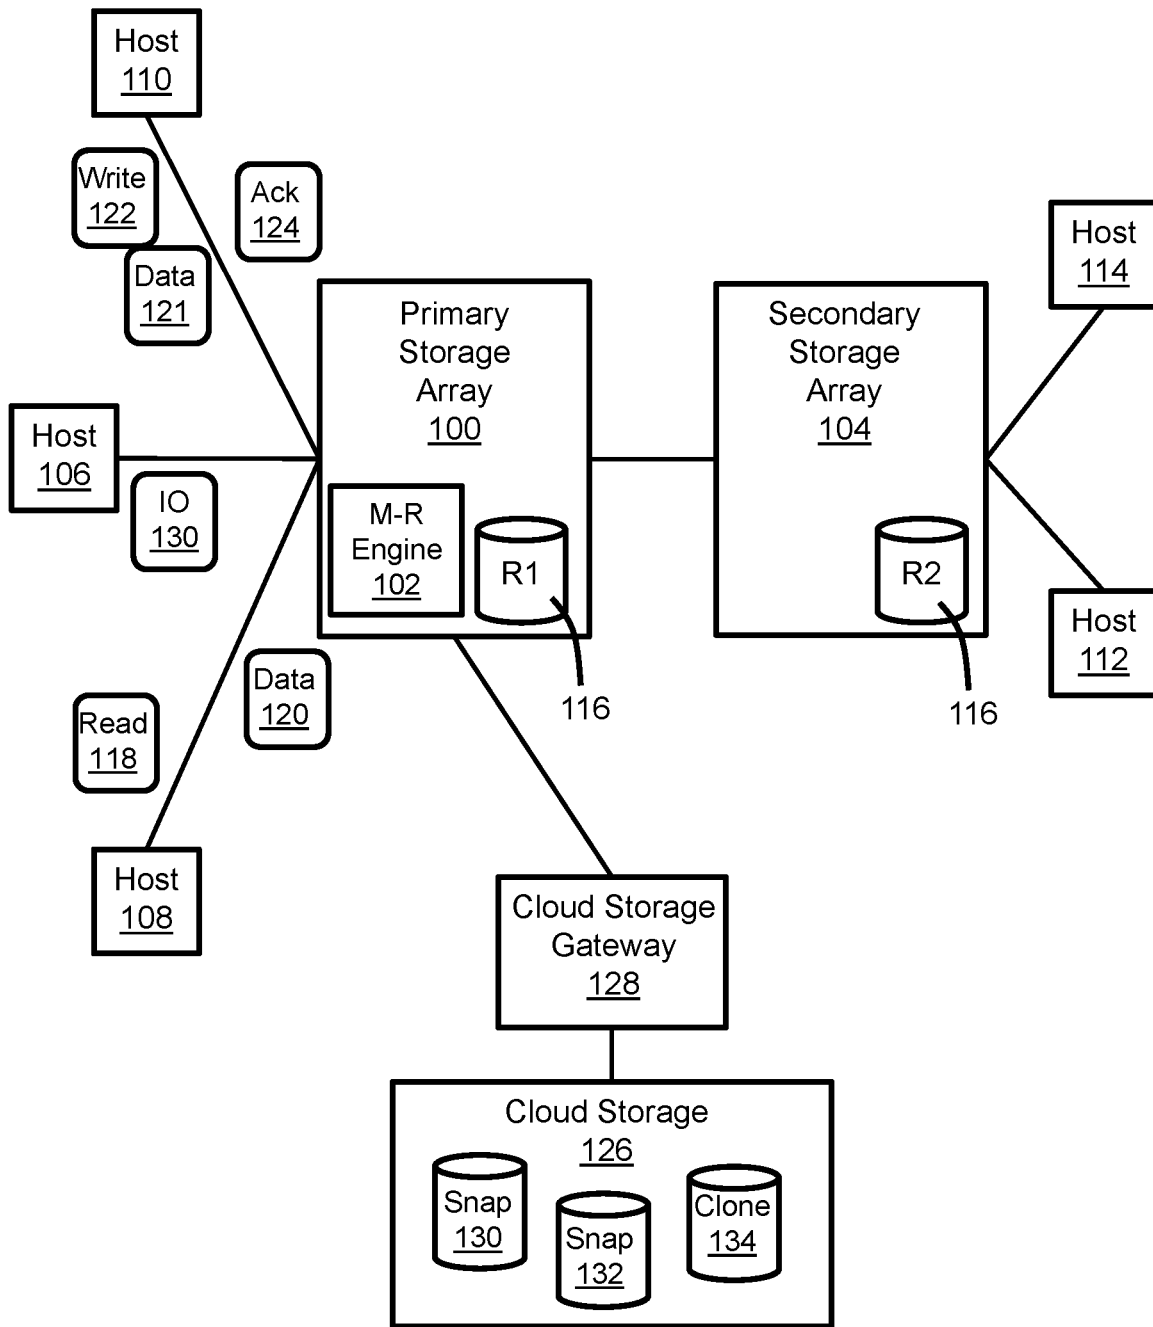 Host
110
Write
122
Ack
124
Data
121
Host
106
IO
130
Read
118
Data
120
Host
108
Primary
Storage
Array
100
M-R
Engine
102
R1
116
Secondary
Storage
Array
104
R2
116
Host
114
Host
112
Cloud Storage
Gateway
128
Cloud Storage
126
Snap
130
Snap
132
Clone
134